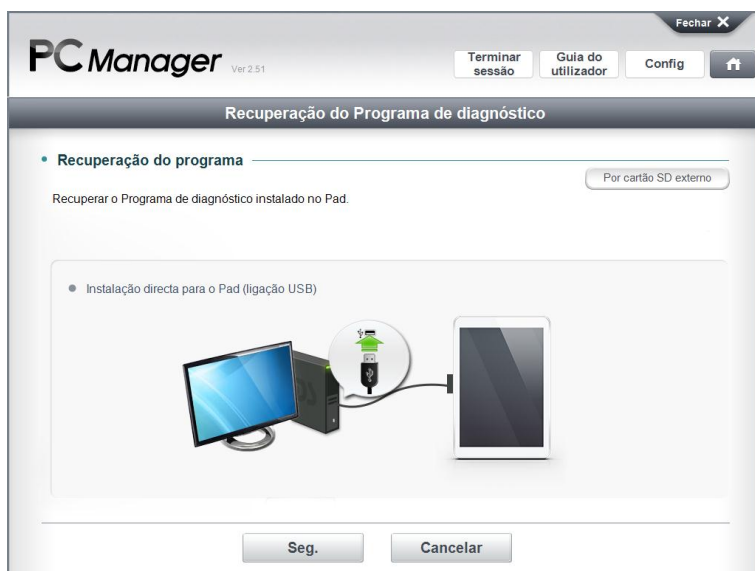 Fechar X
PC Manager Ver 2.51
Terminar sessão
Guia do utilizador
Config
Recuperação do Programa de diagnóstico
Recuperação do programa
Por cartão SD externo
Recuperar o Programa de diagnóstico instalado no Pad.
Instalação directa para o Pad (ligação USB)
Seg.
Cancelar